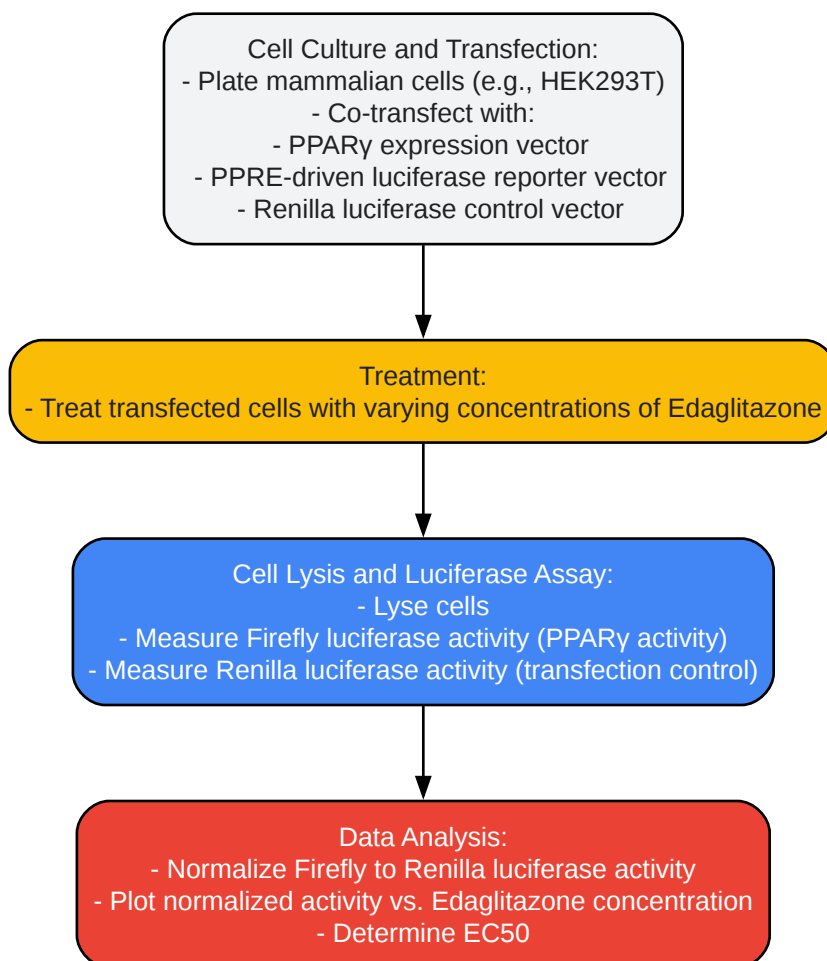 Cell Culture and Transfection:
- Plate mammalian cells (e.g., HEK293T)
- Co-transfect with:
- PPARγ expression vector
- PPRE-driven luciferase reporter vector
- Renilla luciferase control vector
Treatment:
- Treat transfected cells with varying concentrations of Edaglitazone
Cell Lysis and Luciferase Assay:
- Lyse cells
- Measure Firefly luciferase activity (PPARγ activity)
- Measure Renilla luciferase activity (transfection control)
Data Analysis:
- Normalize Firefly to Renilla luciferase activity
- Plot normalized activity vs. Edaglitazone concentration
- Determine EC50